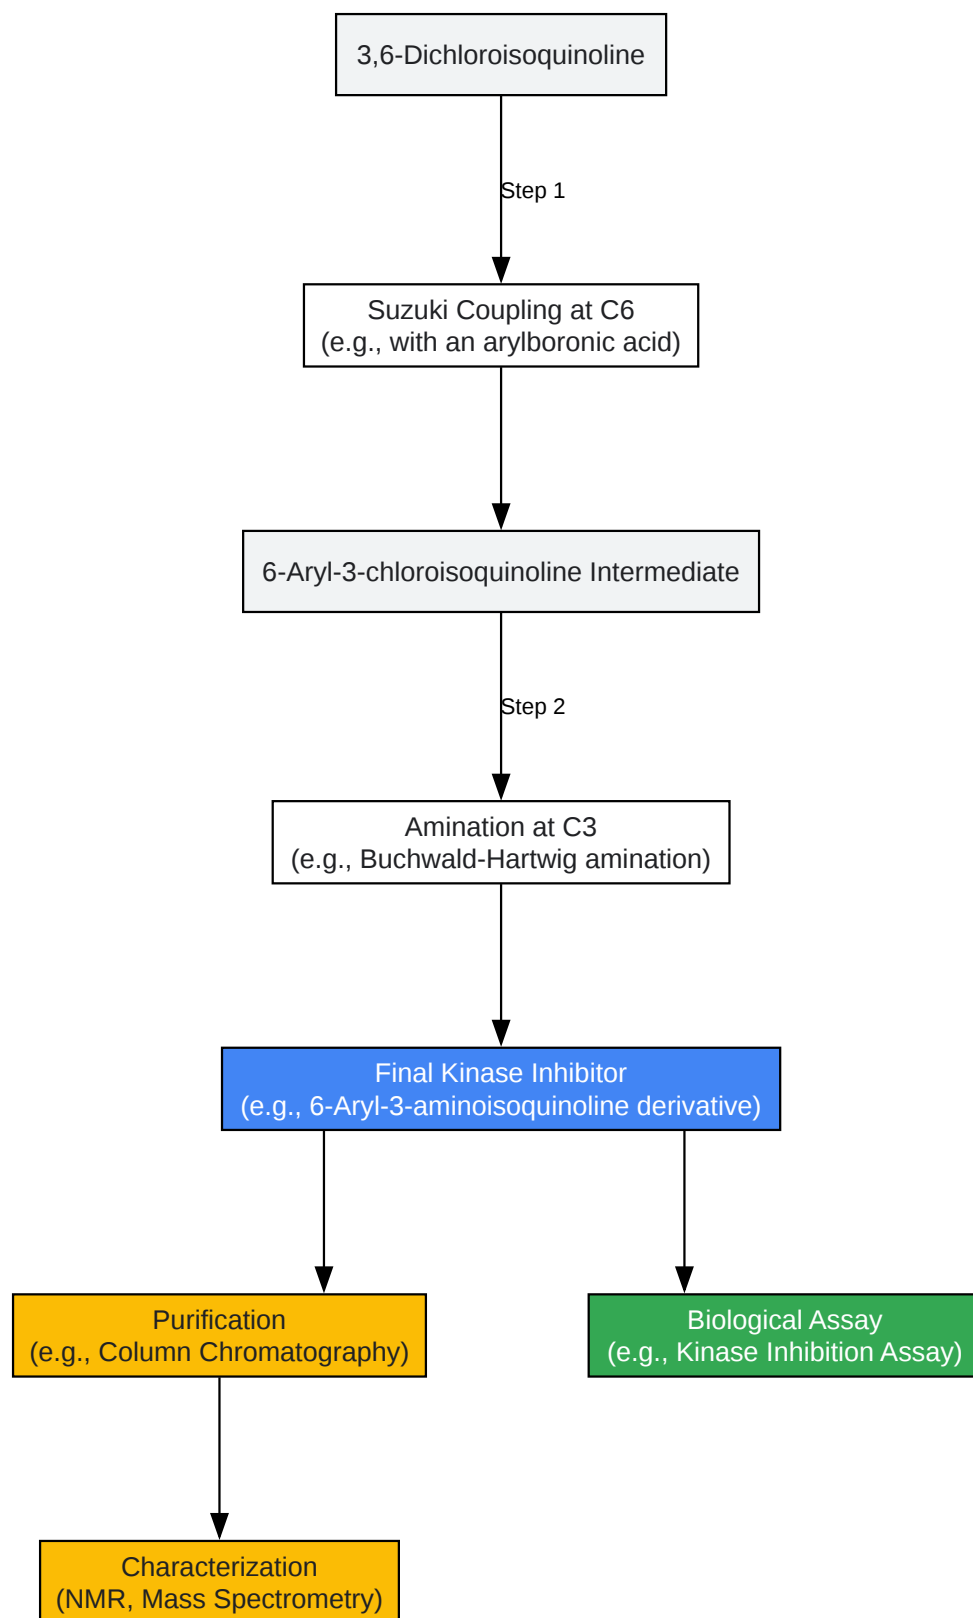 3,6-Dichloroisoquinoline
Step 1
Suzuki Coupling at C6
(e.g., with an arylboronic acid)
6-Aryl-3-chloroisoquinoline Intermediate
Step 2
Amination at C3
(e.g., Buchwald-Hartwig amination)
Final Kinase Inhibitor
(e.g., 6-Aryl-3-aminoisoquinoline derivative)
Purification
(e.g., Column Chromatography)
Biological Assay
(e.g., Kinase Inhibition Assay)
Characterization
(NMR, Mass Spectrometry)